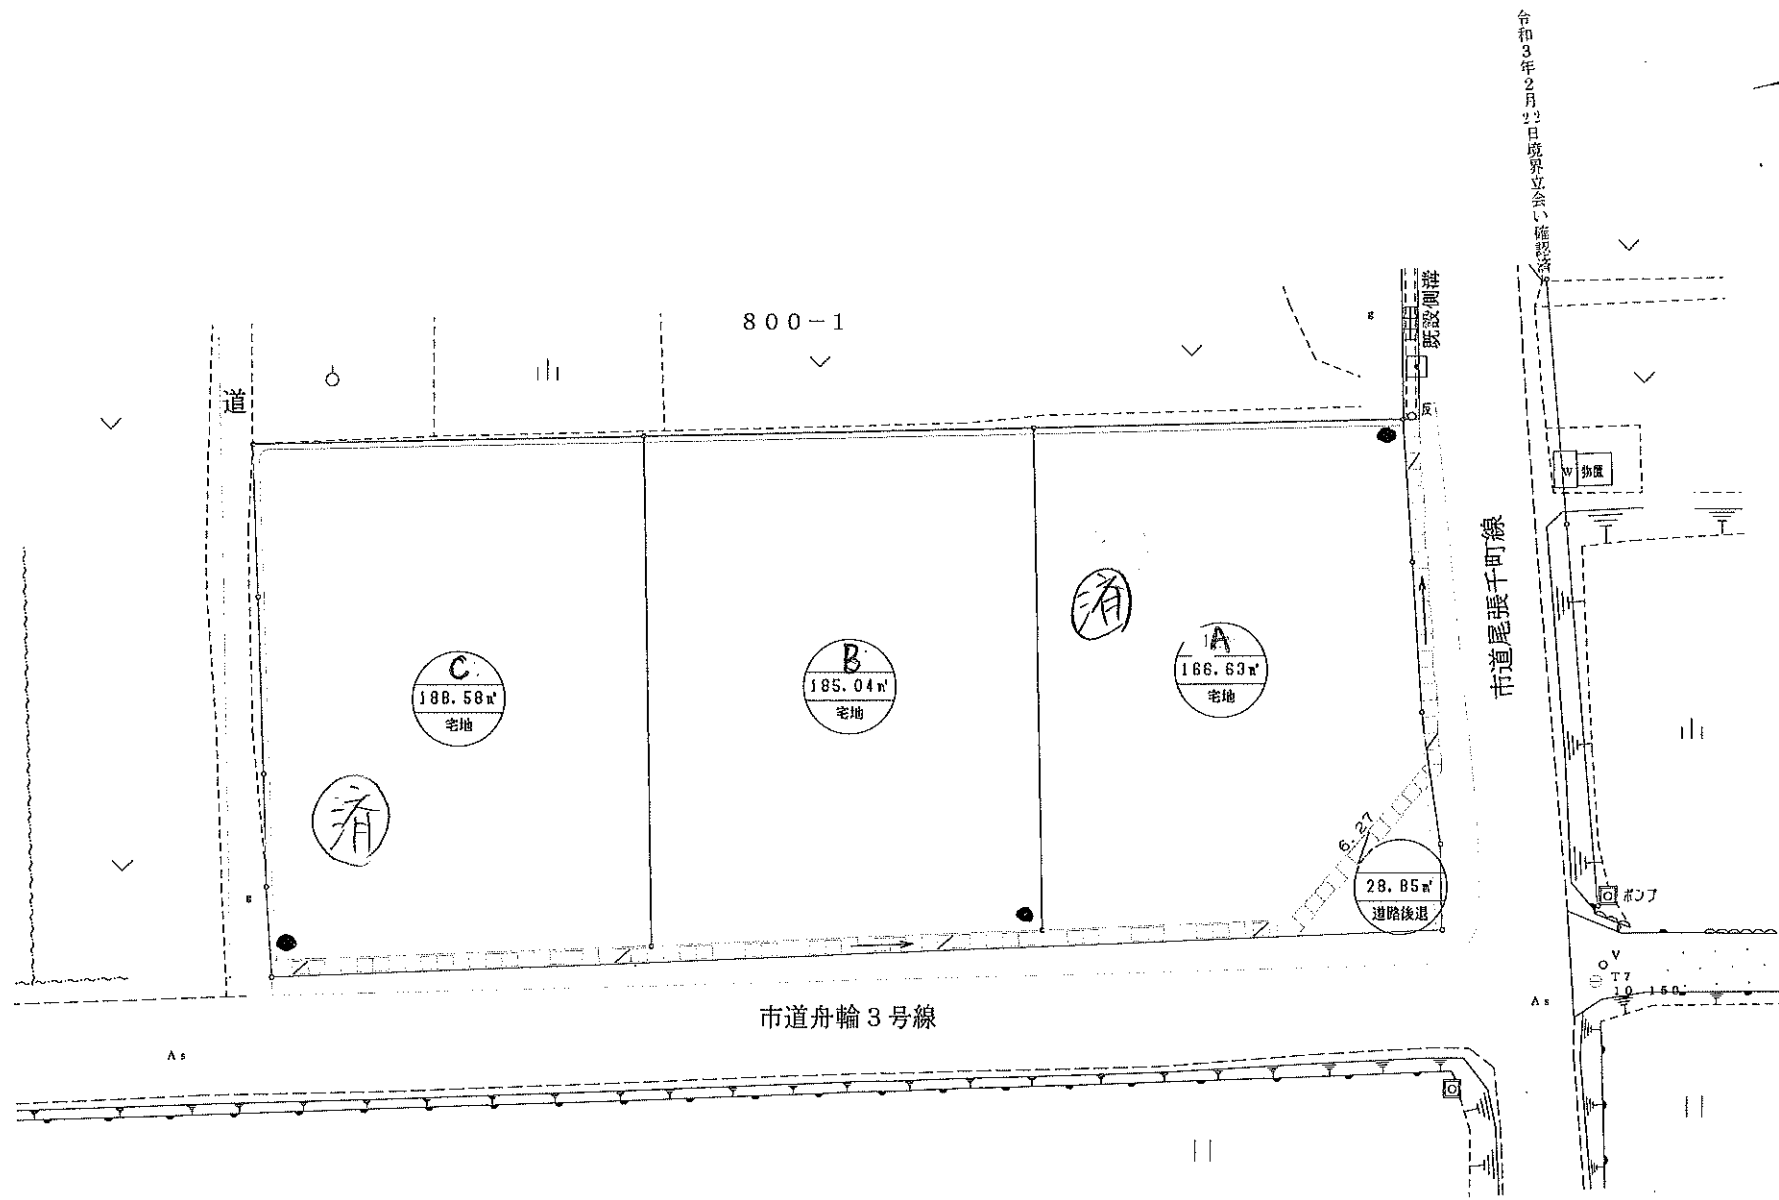 令和3年2月22日境界立会い確認済
800-1
既設側溝
道
物置
W
市道尾張千町線
済
A
166.63㎡
宅地
B
185.04㎡
宅地
C
188.58㎡
宅地
済
6.27
28.85㎡
道路後退
ポンプ
V
T7
10.150
As
市道舟輪3号線
As
g
g